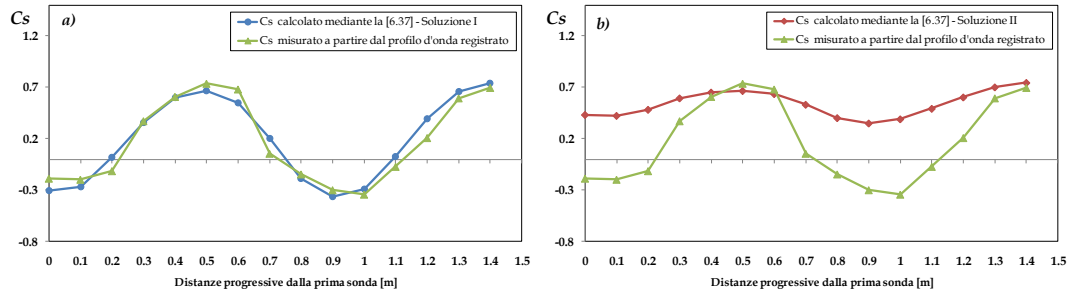 Cs
a)
Cs calcolato mediante la [6.37] - Soluzione I
Cs misurato a partire dal profilo d'onda registrato
1.2
0.7
0.2
-0.3
-0.8
0 0.1 0.2 0.3 0.4 0.5 0.6 0.7 0.8 0.9 1 1.1 1.2 1.3 1.4 1.5
Distanze progressive dalla prima sonda [m]
Cs
b)
Cs calcolato mediante la [6.37] - Soluzione II
Cs misurato a partire dal profilo d'onda registrato
1.2
0.7
0.2
-0.3
-0.8
0 0.1 0.2 0.3 0.4 0.5 0.6 0.7 0.8 0.9 1 1.1 1.2 1.3 1.4 1.5
Distanze progressive dalla prima sonda [m]